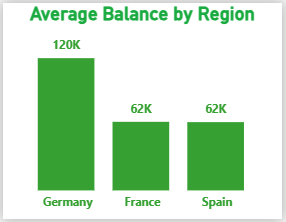 Average Balance by Region
120K
62K 62K
Germany France Spain